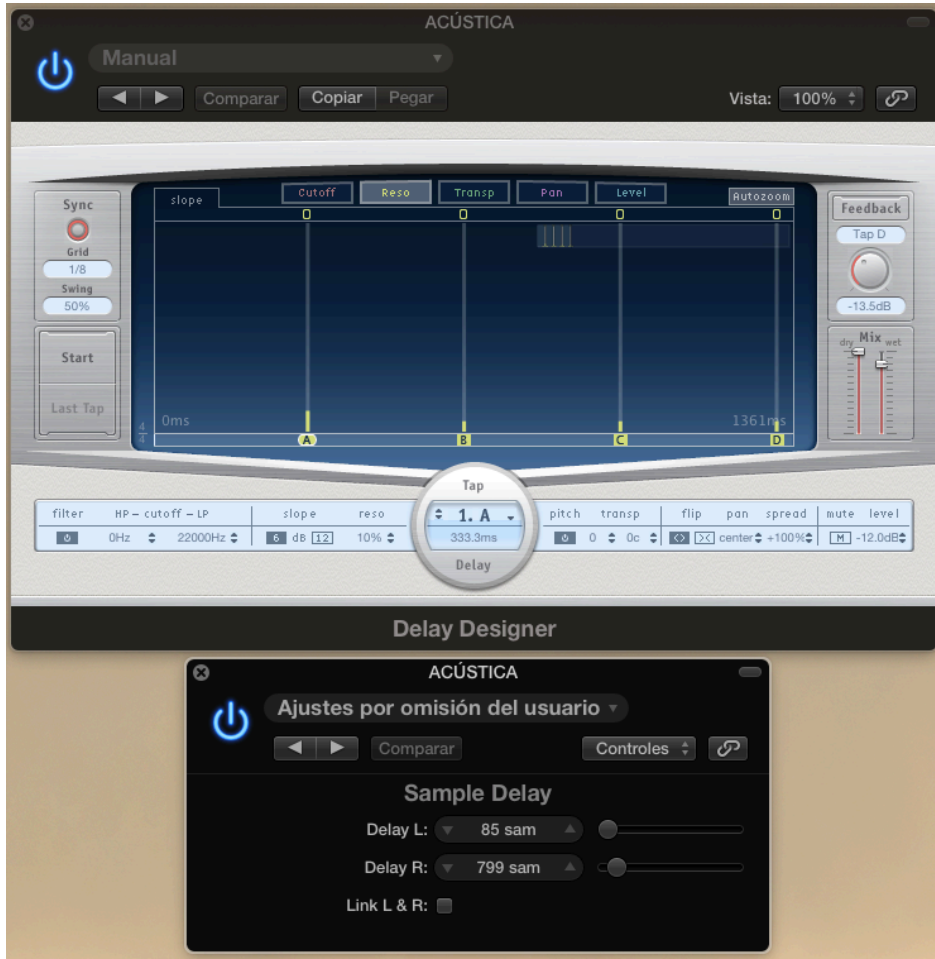 ACÚSTICA
Manual
Comparar Copiar Pegar Vista: 100%
slope Cutoff Reso Transp Pan Level Autozoom
Sync
Grid
1/8
Swing
50%
Start
Last Tap
Feedback
Tap D
-13.5dB
dry Mix wet
4/4
0ms 1361ms
A B C D
Tap
1. A
333.3ms
Delay
filter HP – cutoff – LP slope reso pitch transp flip pan spread mute level
0Hz 22000Hz 6 dB 12 10% 0 0c center +100% M -12.0dB
Delay Designer
ACÚSTICA
Ajustes por omisión del usuario
Comparar Controles
Sample Delay
Delay L: 85 sam
Delay R: 799 sam
Link L & R: